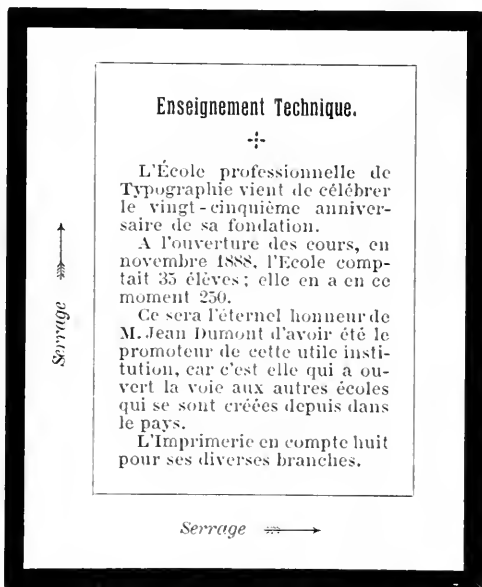 Enseignement Technique.
L'École professionnelle de
Typographie vient de célébrer
le vingt-cinquième anniver-
saire de sa fondation.
A l'ouverture des cours, en
novembre 1888, l'Ecole comp-
tait 35 élèves; elle en a en ce
moment 250.
Ce sera l'éternel honneur de
M. Jean Dumont d'avoir été le
promoteur de cette utile insti-
tution, car c'est elle qui a ou-
vert la voie aux autres écoles
qui se sont créées depuis dans
le pays.
L'Imprimerie en compte huit
pour ses diverses branches.
Serrage
Serrage